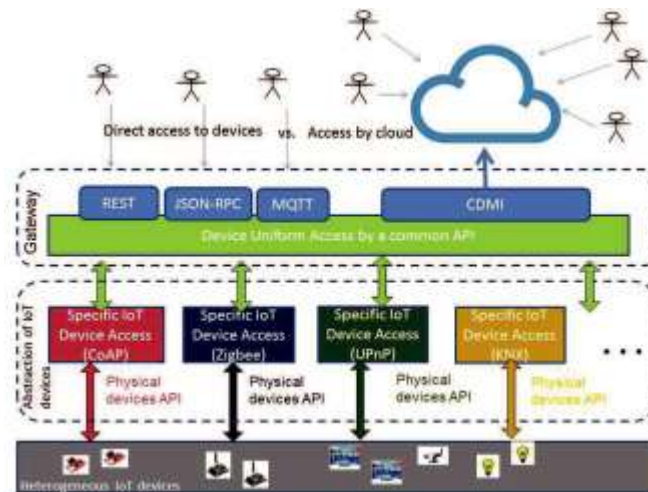 Direct access to devices vs. Access by cloud
REST
JSON-RPC
MQTT
CDMI
Device Uniform Access by a common API
Gateway
Specific IoT
Device Access
(CoAP)
Specific IoT
Device Access
(Zigbee)
Specific IoT
Device Access
(UPnP)
Specific IoT
Device Access
(KNX)
...
Abstraction of IoT
devices
Physical
devices API
Physical
devices API
Physical
devices API
Physical
devices API
Heterogeneous IoT devices